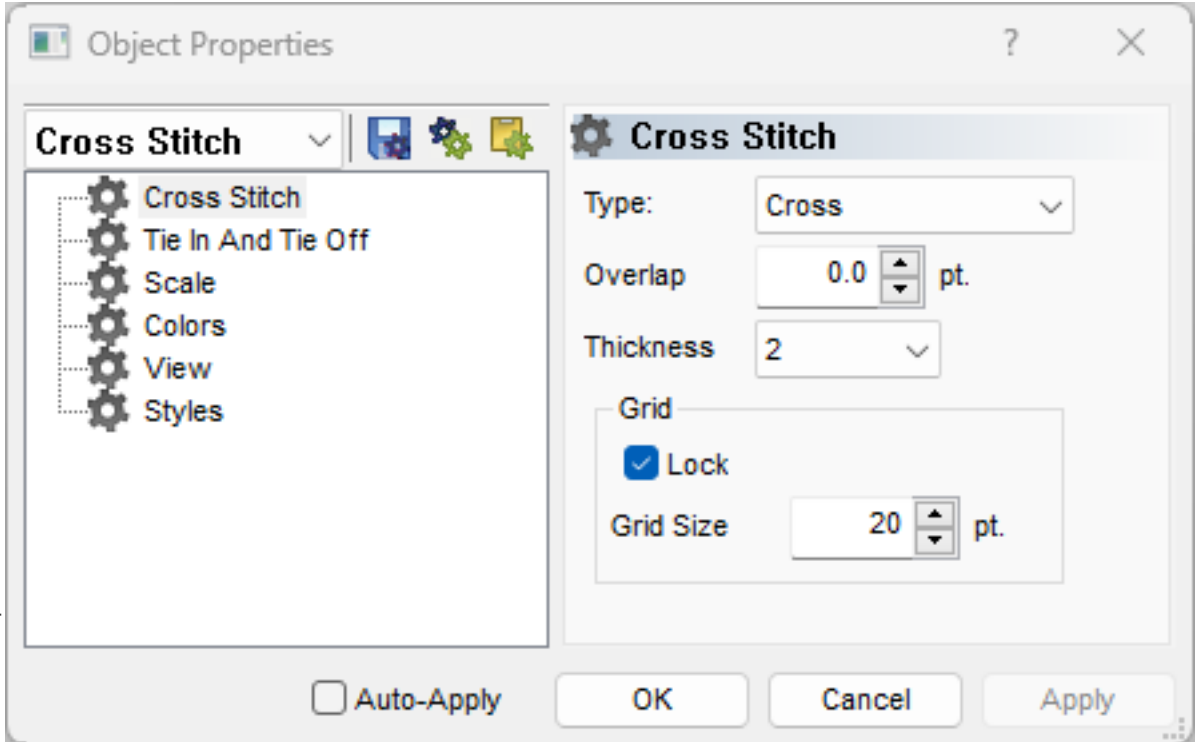 Object Properties ?
Cross Stitch
Cross Stitch
Tie In And Tie Off
Scale
Colors
View
Styles
Cross Stitch
Type: Cross
Overlap 0.0 pt.
Thickness 2
Grid
Lock
Grid Size 20 pt.
Auto-Apply OK Cancel Apply